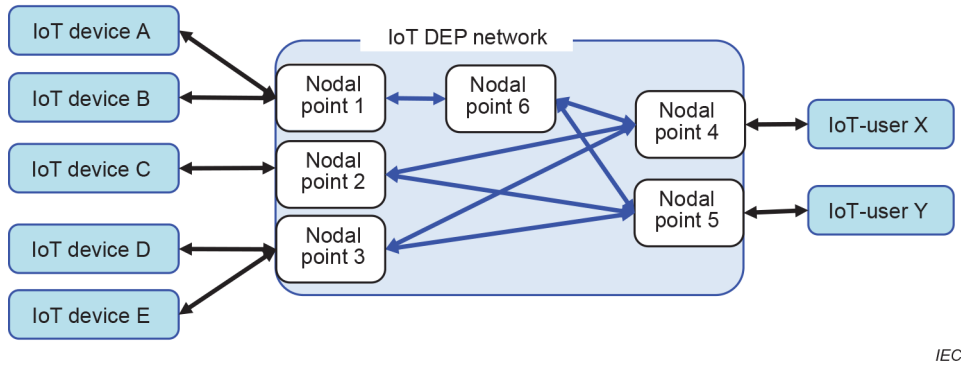 IoT DEP network
IoT device A
IoT device B
IoT device C
IoT device D
IoT device E
Nodal
point 1
Nodal
point 6
Nodal
point 2
Nodal
point 3
Nodal
point 4
Nodal
point 5
IoT-user X
IoT-user Y
IEC